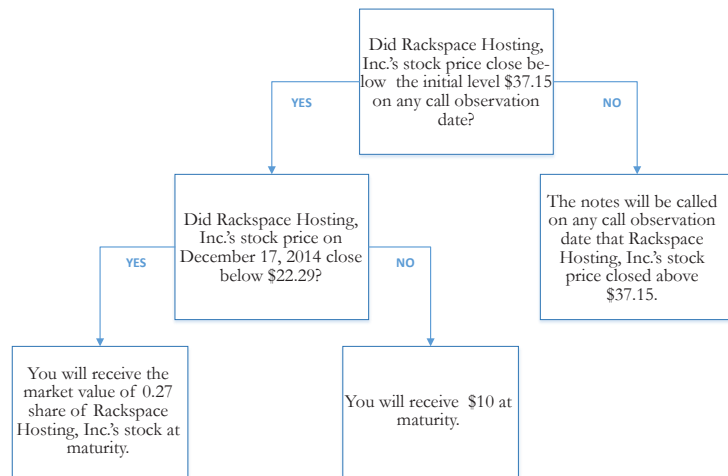 Did Rackspace Hosting,
Inc.'s stock price close be-
low the initial level $37.15
on any call observation
date?
YES
NO
Did Rackspace Hosting,
Inc.'s stock price on
December 17, 2014 close
below $22.29?
The notes will be called
on any call observation
date that Rackspace
Hosting, Inc.'s stock
price closed above
$37.15.
YES
NO
You will receive the
market value of 0.27
share of Rackspace
Hosting, Inc.'s stock at
maturity.
You will receive $10 at
maturity.